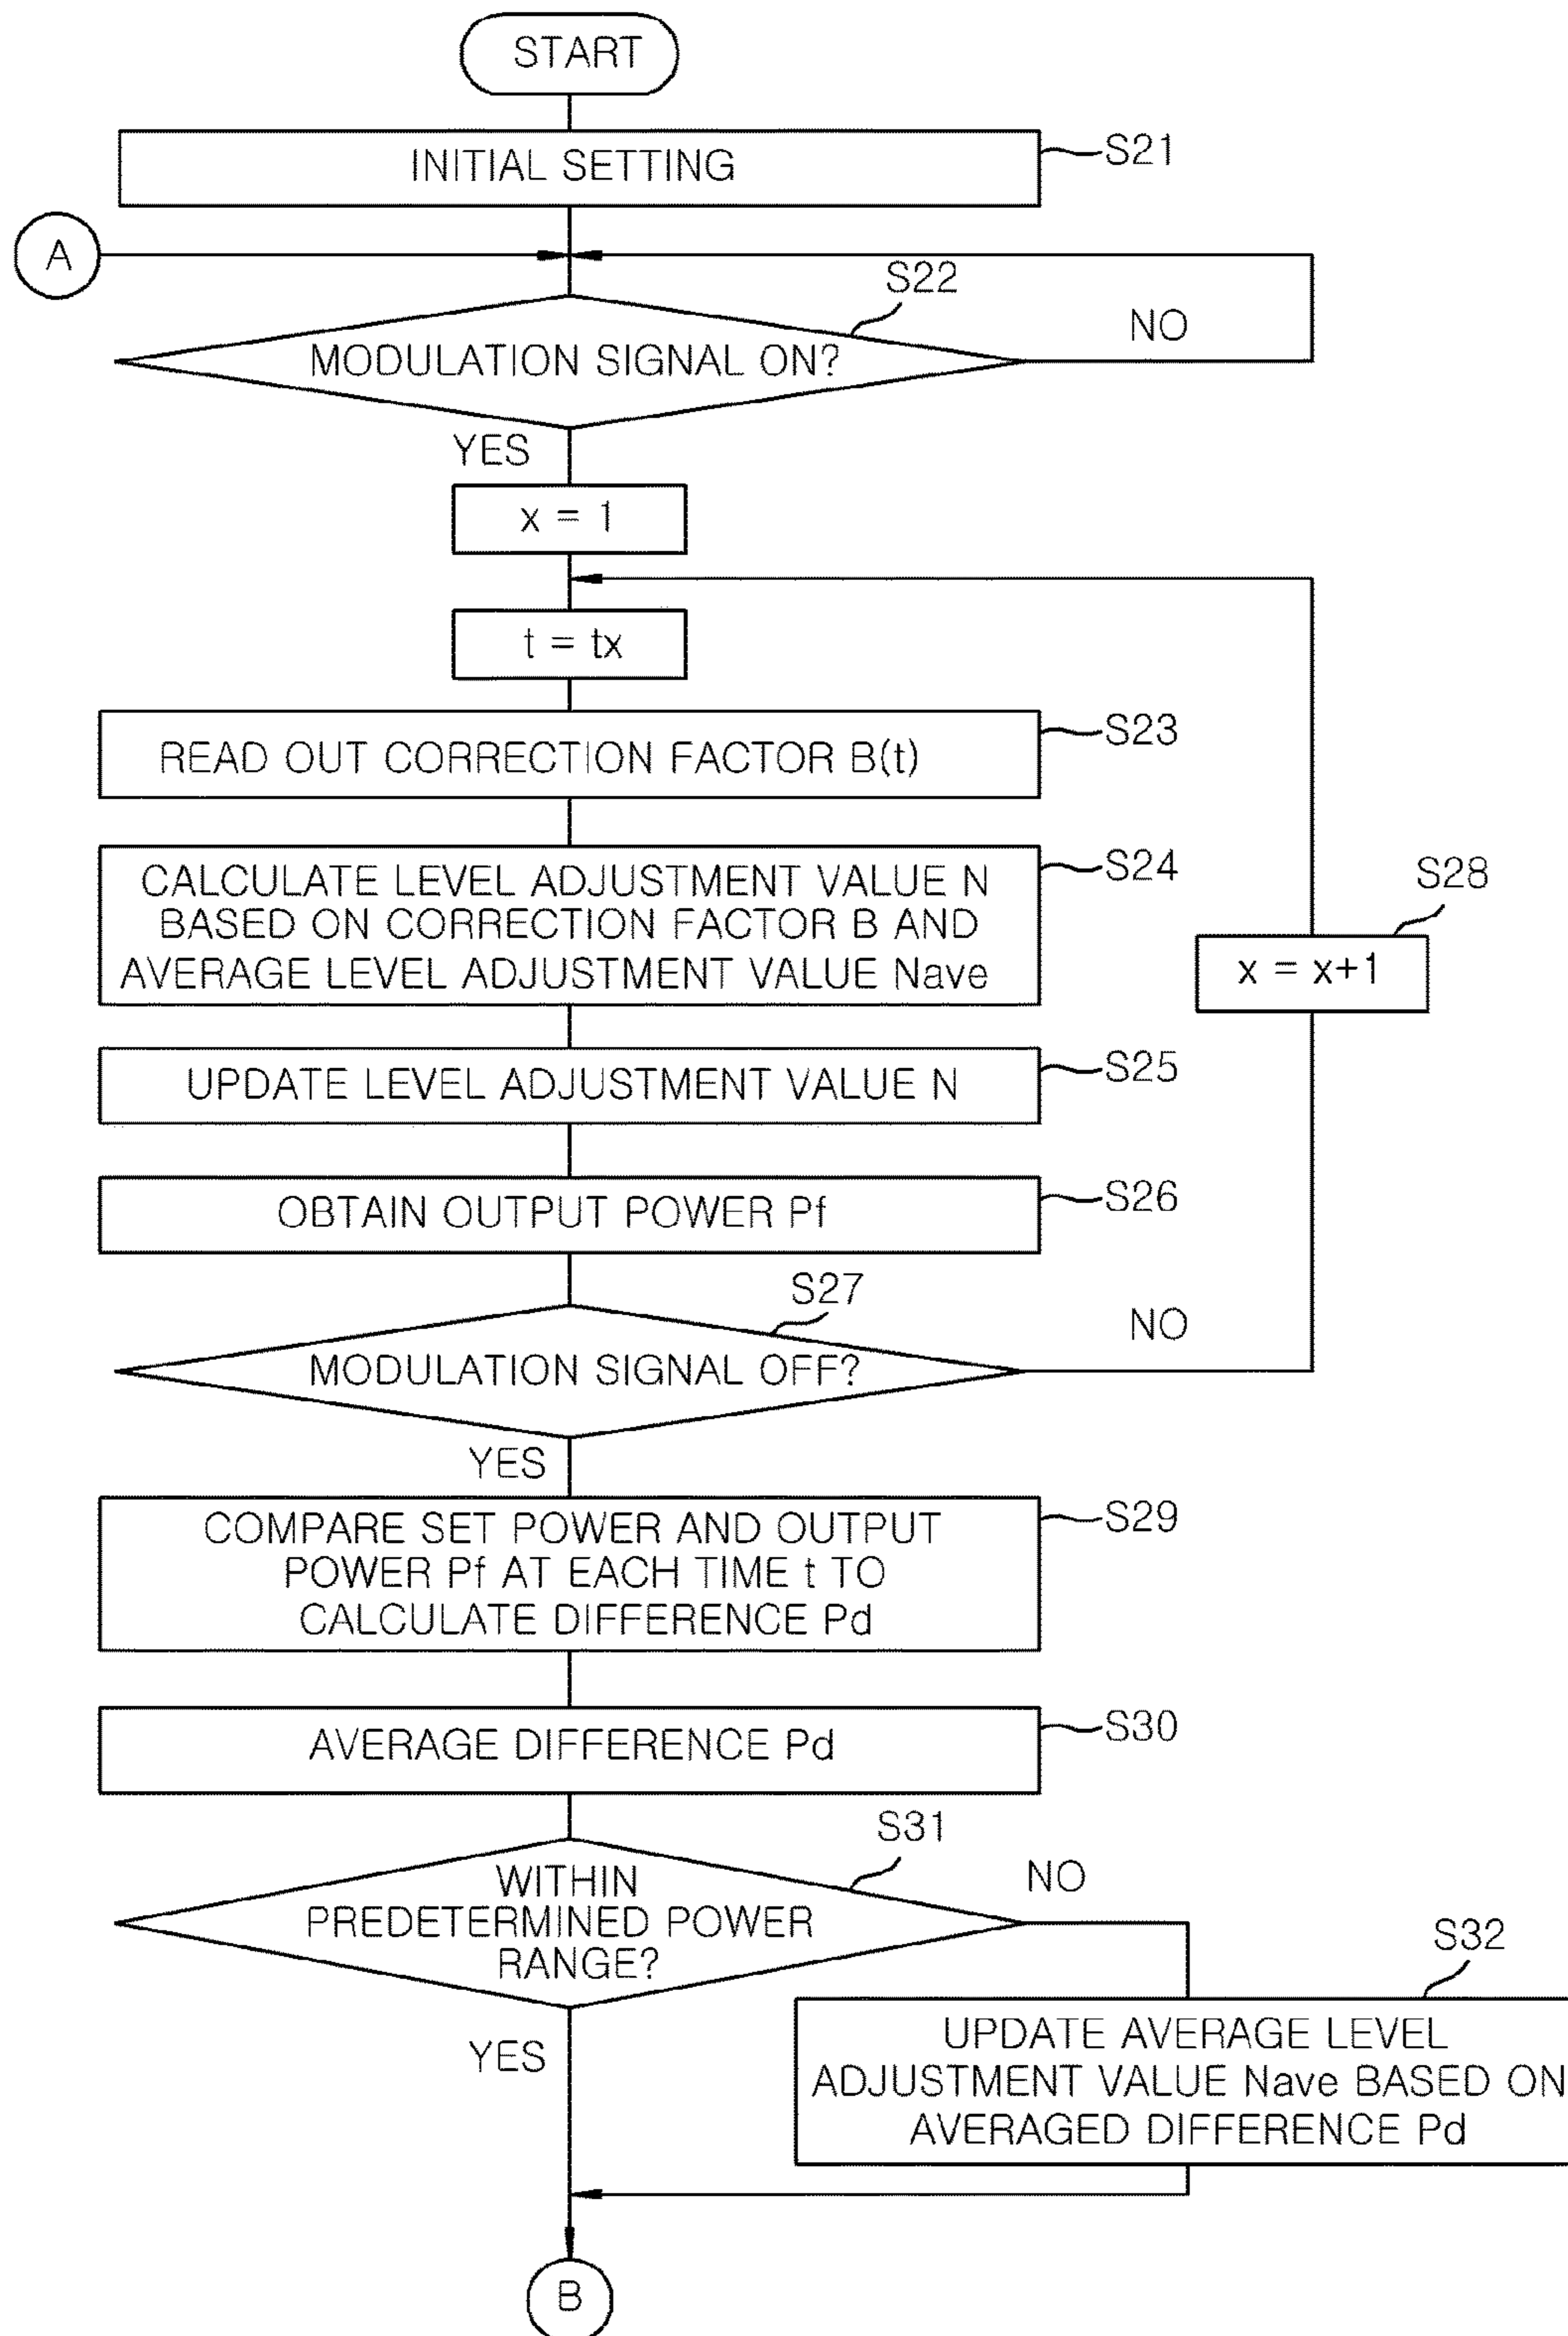 START
INITIAL SETTING
S21
A
S22
NO
MODULATION SIGNAL ON?
YES
x = 1
t = tx
READ OUT CORRECTION FACTOR B(t)
S23
CALCULATE LEVEL ADJUSTMENT VALUE N
BASED ON CORRECTION FACTOR B AND
AVERAGE LEVEL ADJUSTMENT VALUE Nave
S24
S28
x = x+1
UPDATE LEVEL ADJUSTMENT VALUE N
S25
OBTAIN OUTPUT POWER Pf
S26
S27
NO
MODULATION SIGNAL OFF?
YES
COMPARE SET POWER AND OUTPUT
POWER Pf AT EACH TIME t TO
CALCULATE DIFFERENCE Pd
S29
AVERAGE DIFFERENCE Pd
S30
S31
NO
WITHIN
PREDETERMINED POWER
RANGE?
YES
S32
UPDATE AVERAGE LEVEL
ADJUSTMENT VALUE Nave BASED ON
AVERAGED DIFFERENCE Pd
B